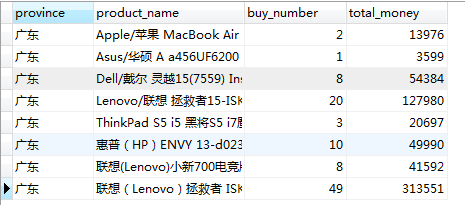 province product_name buy_number total_money
广东 Apple/苹果 MacBook Air 2 13976
广东 Asus/华硕 A a456UF6200 1 3599
广东 Dell/戴尔 灵越15(7559) Ins 8 54384
广东 Lenovo/联想 拯救者15-ISK 20 127980
广东 ThinkPad S5 i5 黑将S5 i7 3 20697
广东 惠普（HP）ENVY 13-d023 10 49990
广东 联想(Lenovo)小新700电竞 8 41592
广东 联想（Lenovo）拯救者 ISK 49 313551